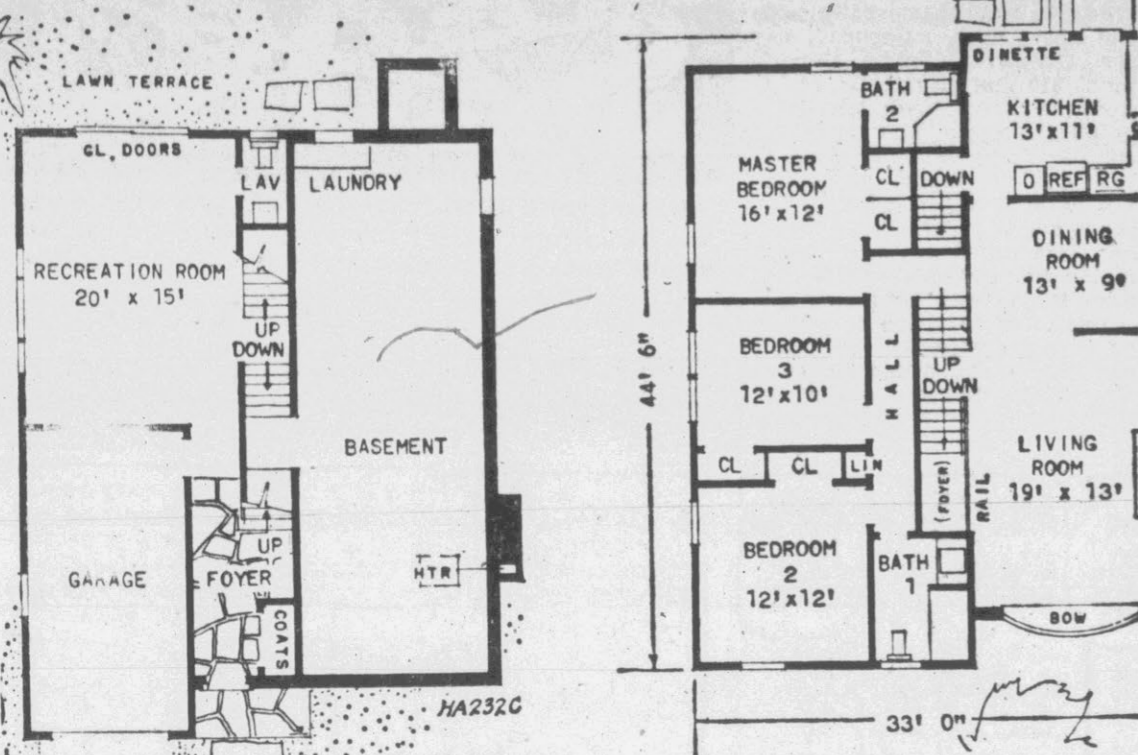 LAWN TERRACE
GL. DOORS
LAV
LAUNDRY
RECREATION ROOM
20' x 15'
UP
DOWN
BASEMENT
UP
GARAGE
FOYER
COATS
HTR
HA232C
DINETTE
BATH
2
KITCHEN
13'x11'
MASTER
BEDROOM
16'x12'
CL
DOWN
O
REF
RG
CL
DINING
ROOM
13' x 9'
BEDROOM
3
12'x10'
HALL
UP
DOWN
44' 6"
CL
CL
LIN
LIVING
ROOM
19' x 13'
(FOYER)
RAIL
BEDROOM
2
12'x12'
BATH
1
BOW
33' 0"